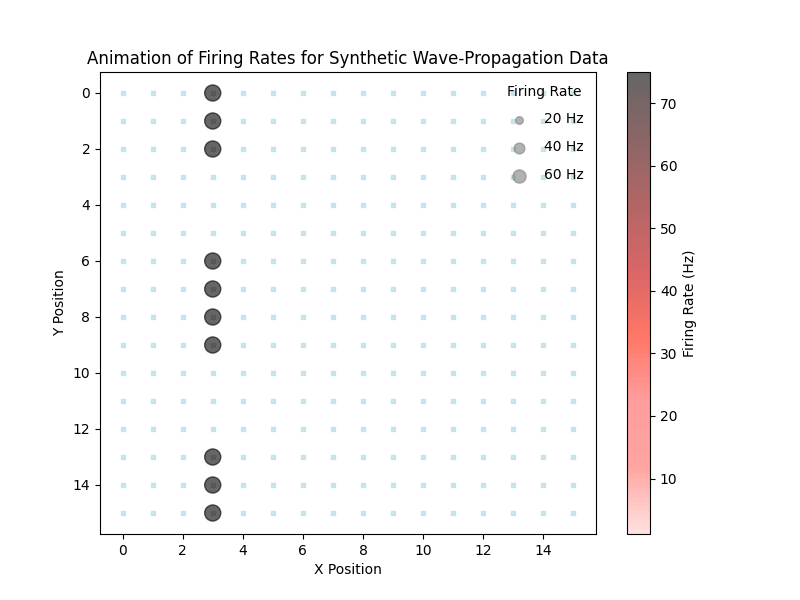 Animation of Firing Rates for Synthetic Wave-Propagation Data
Firing Rate
20 Hz
40 Hz
60 Hz
0
2
4
6
8
10
12
14
Y Position
0 2 4 6 8 10 12 14
X Position
70
60
50
40
30
20
10
Firing Rate (Hz)